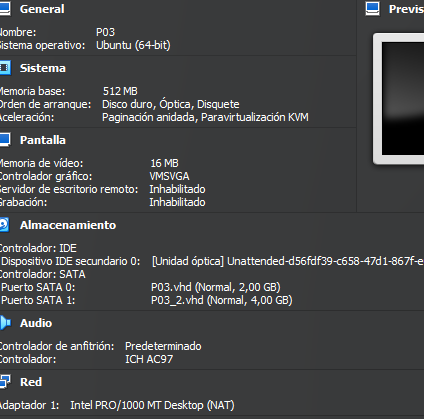 General
Previs
Nombre: P03
Sistema operativo: Ubuntu (64-bit)
Sistema
Memoria base: 512 MB
Orden de arranque: Disco duro, Óptica, Disquete
Aceleración: Paginación anidada, Paravirtualización KVM
Pantalla
Memoria de vídeo: 16 MB
Controlador gráfico: VMSVGA
Servidor de escritorio remoto: Inhabilitado
Grabación: Inhabilitado
Almacenamiento
Controlador: IDE
Dispositivo IDE secundario 0: [Unidad óptica] Unattended-d56fdf39-c658-47d1-867f-e
Controlador: SATA
Puerto SATA 0: P03.vhd (Normal, 2,00 GB)
Puerto SATA 1: P03_2.vhd (Normal, 4,00 GB)
Audio
Controlador de anfitrión: Predeterminado
Controlador: ICH AC97
Red
Adaptador 1: Intel PRO/1000 MT Desktop (NAT)